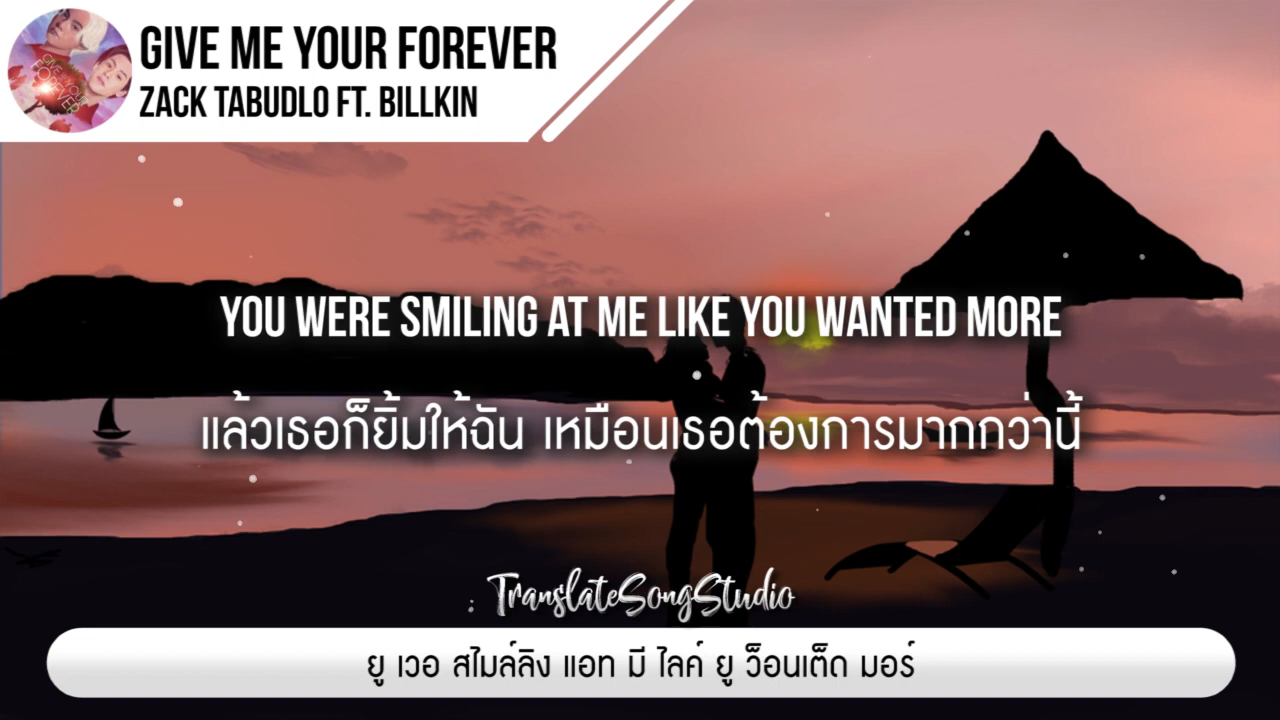 GIVE ME YOUR FOREVER
ZACK TABUDLO FT. BILLKIN
YOU WERE SMILING AT ME LIKE YOU WANTED MORE
แล้วเธอก็ยิ้มให้ฉัน เหมือนเธอต้องการมากกว่านี้
TranslateSongStudio
ยู เวอ สไมล์ลิง แอท มี ไลค์ ยู ว็อนเต็ด มอร์